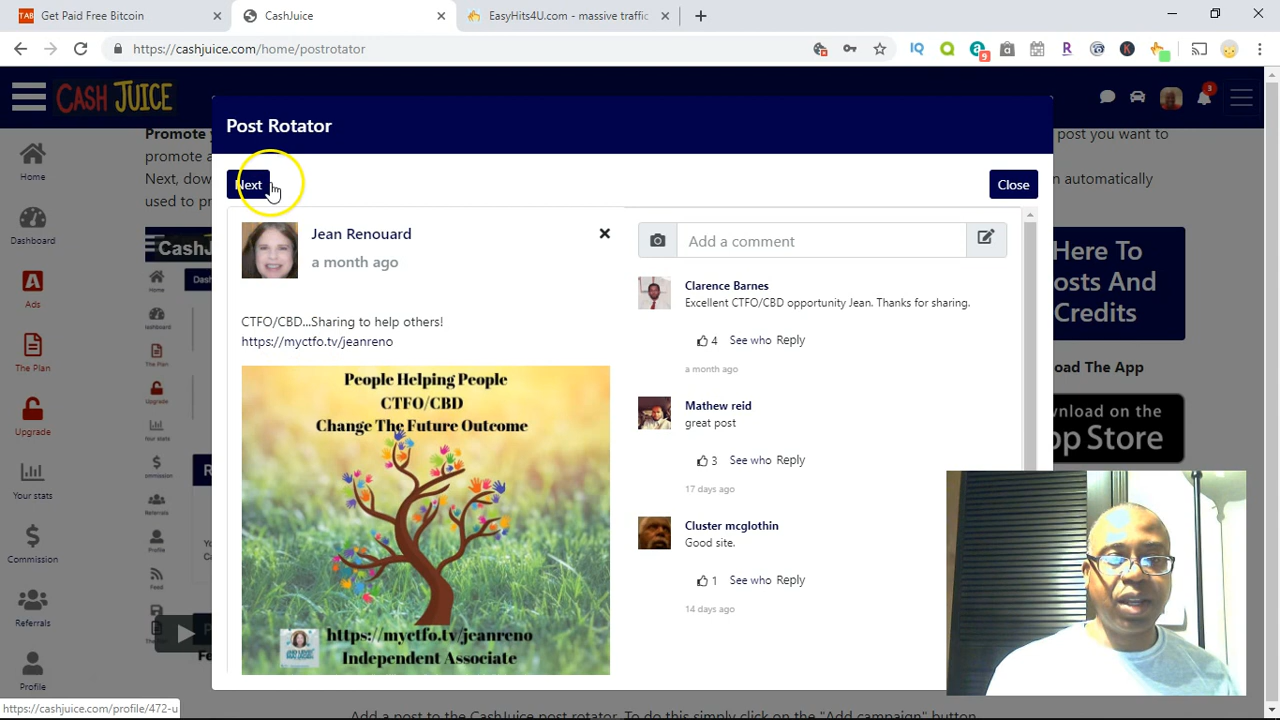 Get Paid Free Bitcoin
CashJuice
EasyHits4U.com - massive traffic
https://cashjuice.com/home/postrotator
IQ
9
CASH JUICE
3
Post Rotator
Next
Close
Promote y
promote a
Next, dow
used to pr
post you want to
n automatically
Home
Dashboard
Ads
The Plan
Upgrade
Your stats
Commission
Referrals
Profile
Jean Renouard
a month ago
CTFO/CBD...Sharing to help others!
https://myctfo.tv/jeanreno
People Helping People
CTFO/CBD
Change The Future Outcome
https://myctfo.tv/jeanreno
Independent Associate
Add a comment
Clarence Barnes
Excellent CTFO/CBD opportunity Jean. Thanks for sharing.
4 See who Reply
a month ago
Mathew reid
great post
3 See who Reply
17 days ago
Cluster mcglothin
Good site.
1 See who Reply
14 days ago
Here To
osts And
Credits
oad The App
nload on the
pp Store
https://cashjuice.com/profile/472-u
Add a post to the CashJuice post rotator. To do this simply click on the "Add campaign" button